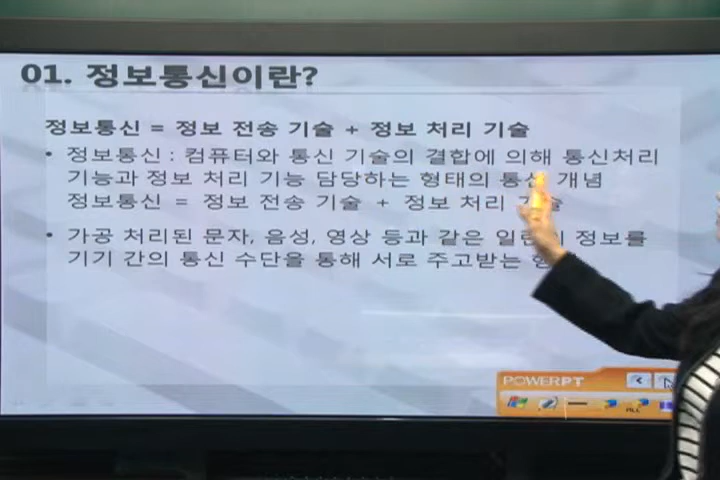 01. 정보통신이란?
정보통신 = 정보 전송 기술 + 정보 처리 기술
• 정보통신 : 컴퓨터와 통신 기술의 결합에 의해 통신처리
기능과 정보 처리 기능 담당하는 형태의 통신 개념
정보통신 = 정보 전송 기술 + 정보 처리 기술
• 가공 처리된 문자, 음성, 영상 등과 같은 정보를
기기 간의 통신 수단을 통해 서로 주고받는
POWERPT
ALL